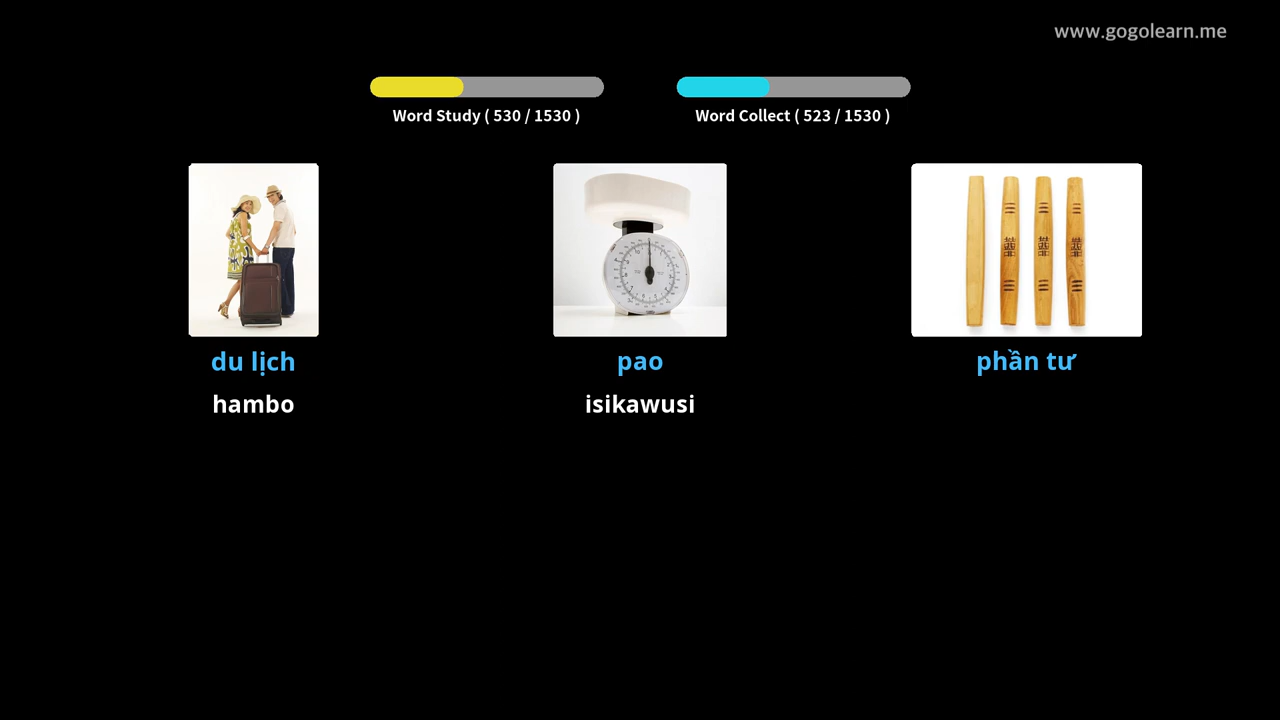 www.gogolearn.me
Word Study ( 530 / 1530 )
Word Collect ( 523 / 1530 )
du lịch
pao
phần tư
hambo
isikawusi